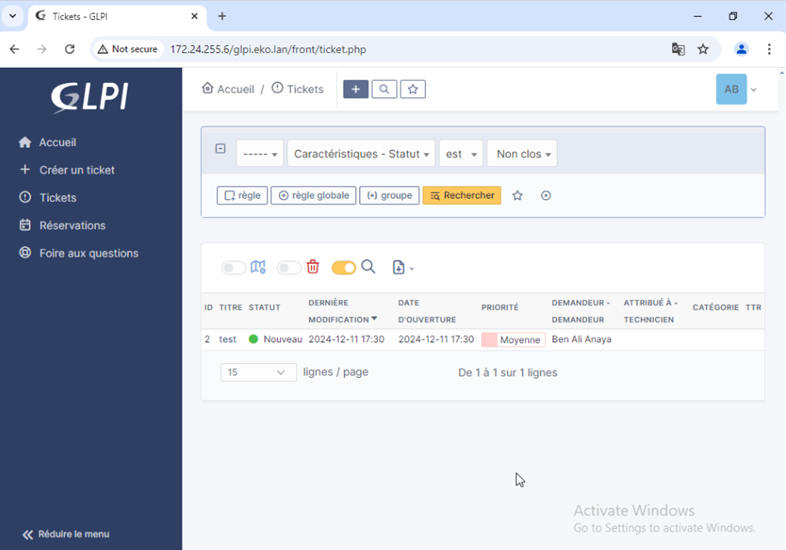 Tickets - GLPI
Not secure 172.24.255.6/glpi.eko.lan/front/ticket.php
GLPI
Accueil / Tickets
AB
Accueil
Créer un ticket
Tickets
Réservations
Foire aux questions
----- Caractéristiques - Statut est Non clos
règle règle globale groupe Rechercher
ID TITRE STATUT DERNIÈRE MODIFICATION DATE D'OUVERTURE PRIORITÉ DEMANDEUR - DEMANDEUR ATTRIBUÉ À - TECHNICIEN CATÉGORIE TTR
2 test Nouveau 2024-12-11 17:30 2024-12-11 17:30 Moyenne Ben Ali Anaya
15 lignes / page De 1 à 1 sur 1 lignes
Activate Windows
Go to Settings to activate Windows.
Réduire le menu